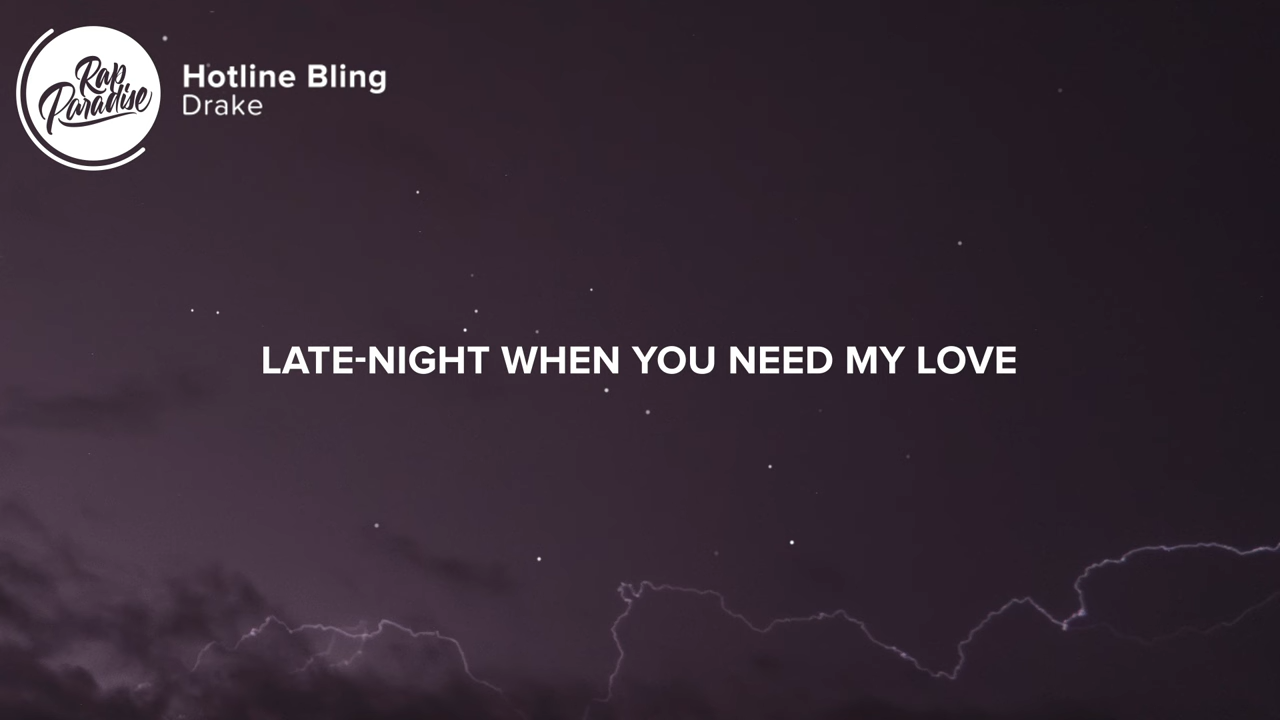 Rap
Paradise
Hotline Bling
Drake
LATE-NIGHT WHEN YOU NEED MY LOVE